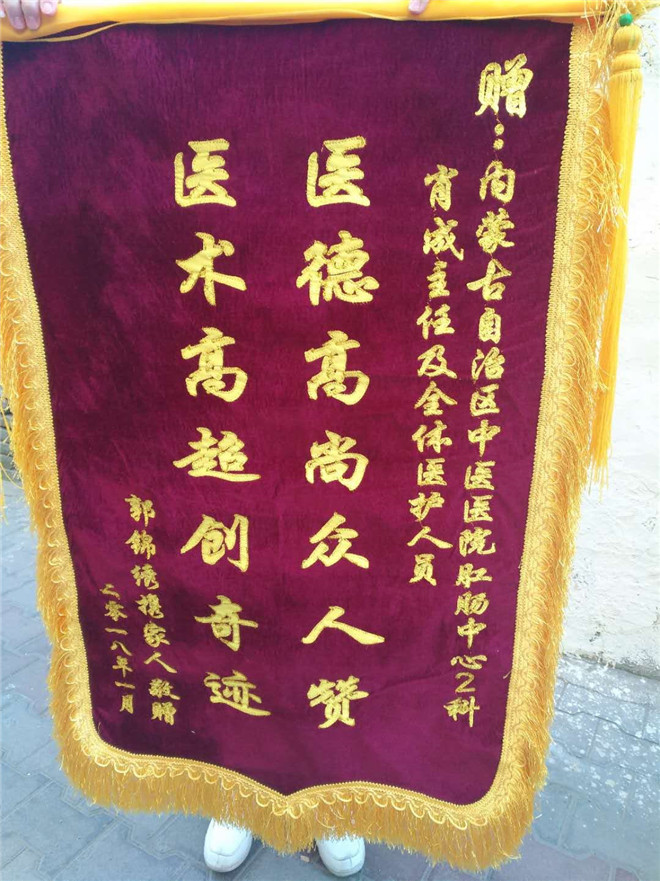 赠：内蒙古自治区中医医院肛肠中心2科
肖成主任及全体医护人员
医德高尚众人赞
医术高超创奇迹
郭锦绣携家人敬赠
二零一八年一月